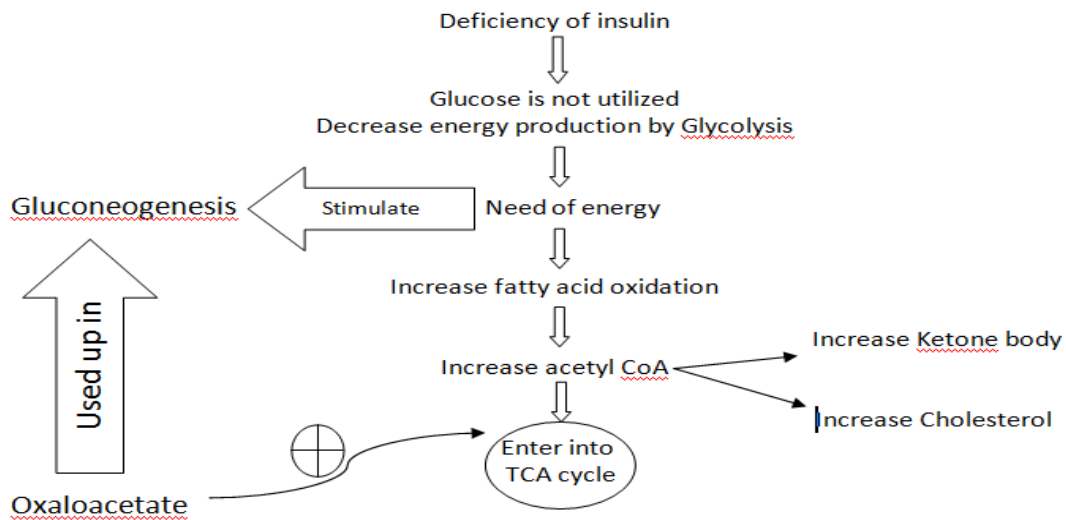 Deficiency of insulin
Glucose is not utilized
Decrease energy production by Glycolysis
Gluconeogenesis
Stimulate
Need of energy
Increase fatty acid oxidation
Increase Ketone body
Increase acetyl CoA
Increase Cholesterol
Used up in
Enter into
TCA cycle
Oxaloacetate